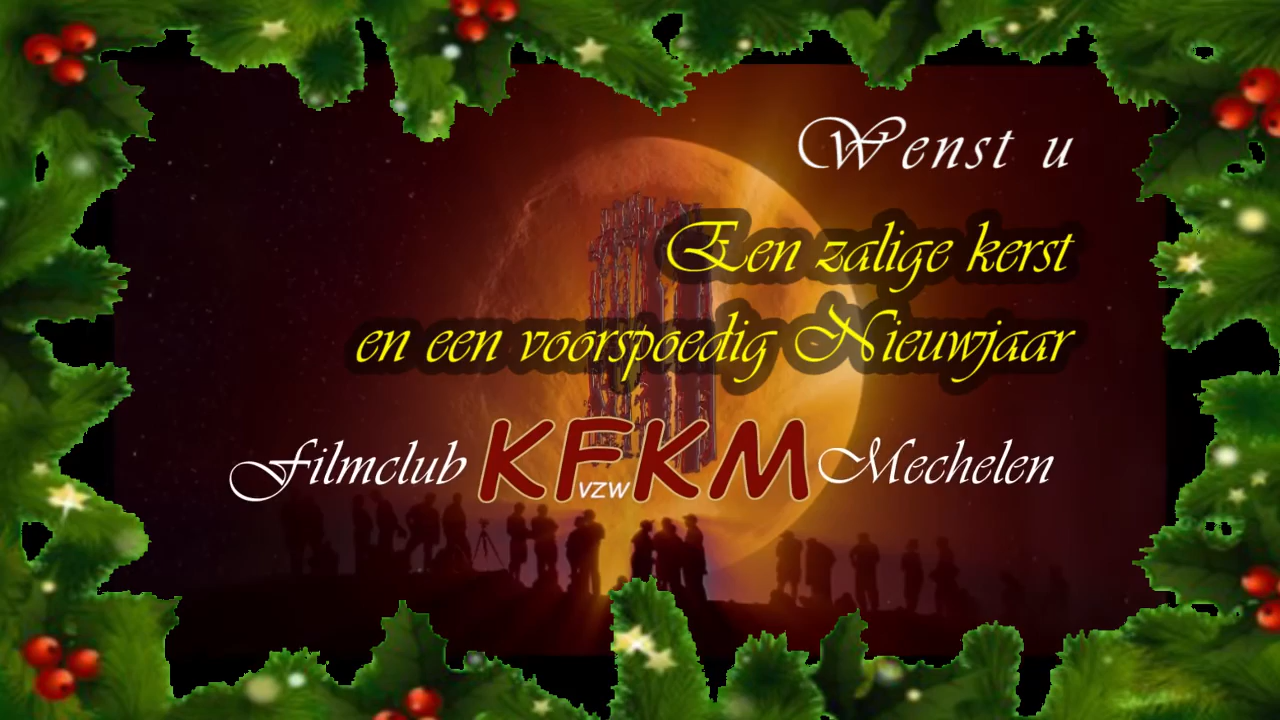 Wenst u
Een zalige kerst
en een voorspoedig Nieuwjaar
Filmclub KFKM Mechelen
vzw